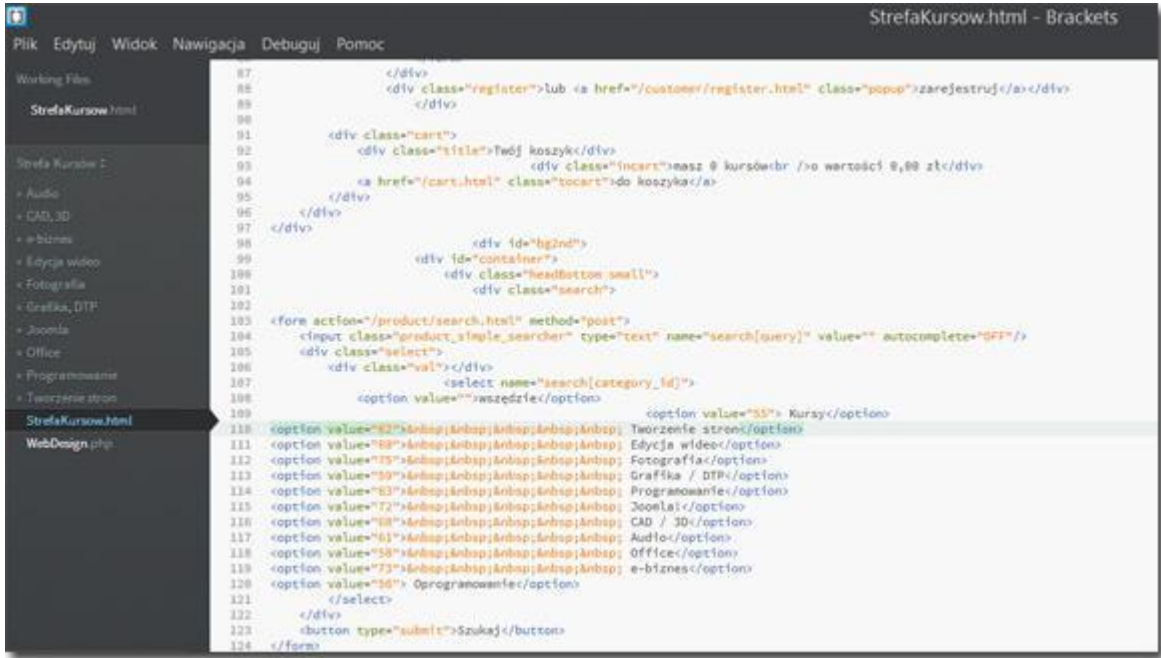 StrefaKursow.html - Brackets
Plik Edytuj Widok Nawigacja Debuguj Pomoc
Working Files
StrefaKursow.html
Strefa Kursów
Audio
CAD, 3D
e-biznes
Edycja wideo
Fotografia
Grafika, DTP
Joomla
Office
Programowanie
Tworzenie stron
StrefaKursow.html
WebDesign.php
87 </div>
88 <div class="register">lub <a href="/customer/register.html" class="popup">zarejestruj</a></div>
89 </div>
90
91 <div class="cart">
92 <div class="title">Twój koszyk</div>
93 <div class="incart">masz 0 kursów<br />o wartości 0,00 zł</div>
94 <a href="/cart.html" class="tocart">do koszyka</a>
95 </div>
96 </div>
97 </div>
98 <div id="bg2nd">
99 <div id="container">
100 <div class="headBottom small">
101 <div class="search">
102
103 <form action="/product/search.html" method="post">
104 <input class="product_simple_searcher" type="text" name="search[query]" value="" autocomplete="OFF"/>
105 <div class="select">
106 <div class="val"></div>
107 <select name="search[category_id]">
108 <option value="">wszędzie</option>
109 <option value="55"> Kursy</option>
110 <option value="62">&nbsp;&nbsp;&nbsp;&nbsp;&nbsp; Tworzenie stron</option>
111 <option value="60">&nbsp;&nbsp;&nbsp;&nbsp;&nbsp; Edycja wideo</option>
112 <option value="75">&nbsp;&nbsp;&nbsp;&nbsp;&nbsp; Fotografia</option>
113 <option value="59">&nbsp;&nbsp;&nbsp;&nbsp;&nbsp; Grafika / DTP</option>
114 <option value="63">&nbsp;&nbsp;&nbsp;&nbsp;&nbsp; Programowanie</option>
115 <option value="72">&nbsp;&nbsp;&nbsp;&nbsp;&nbsp; Joomla!</option>
116 <option value="68">&nbsp;&nbsp;&nbsp;&nbsp;&nbsp; CAD / 3D</option>
117 <option value="61">&nbsp;&nbsp;&nbsp;&nbsp;&nbsp; Audio</option>
118 <option value="58">&nbsp;&nbsp;&nbsp;&nbsp;&nbsp; Office</option>
119 <option value="73">&nbsp;&nbsp;&nbsp;&nbsp;&nbsp; e-biznes</option>
120 <option value="56"> Oprogramowanie</option>
121 </select>
122 </div>
123 <button type="submit">Szukaj</button>
124 </form>